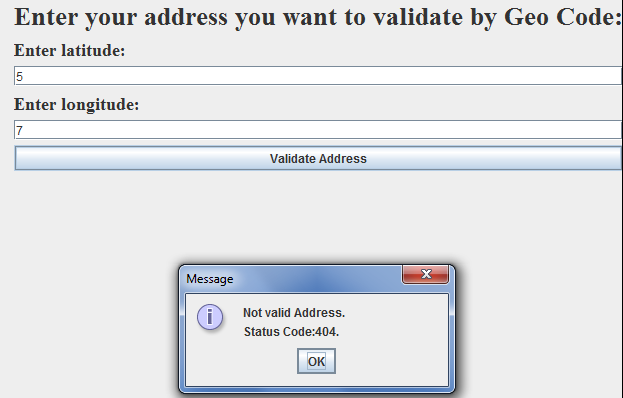 Enter your address you want to validate by Geo Code:
Enter latitude:
5
Enter longitude:
7
Validate Address
Message
Not valid Address.
Status Code:404.
OK